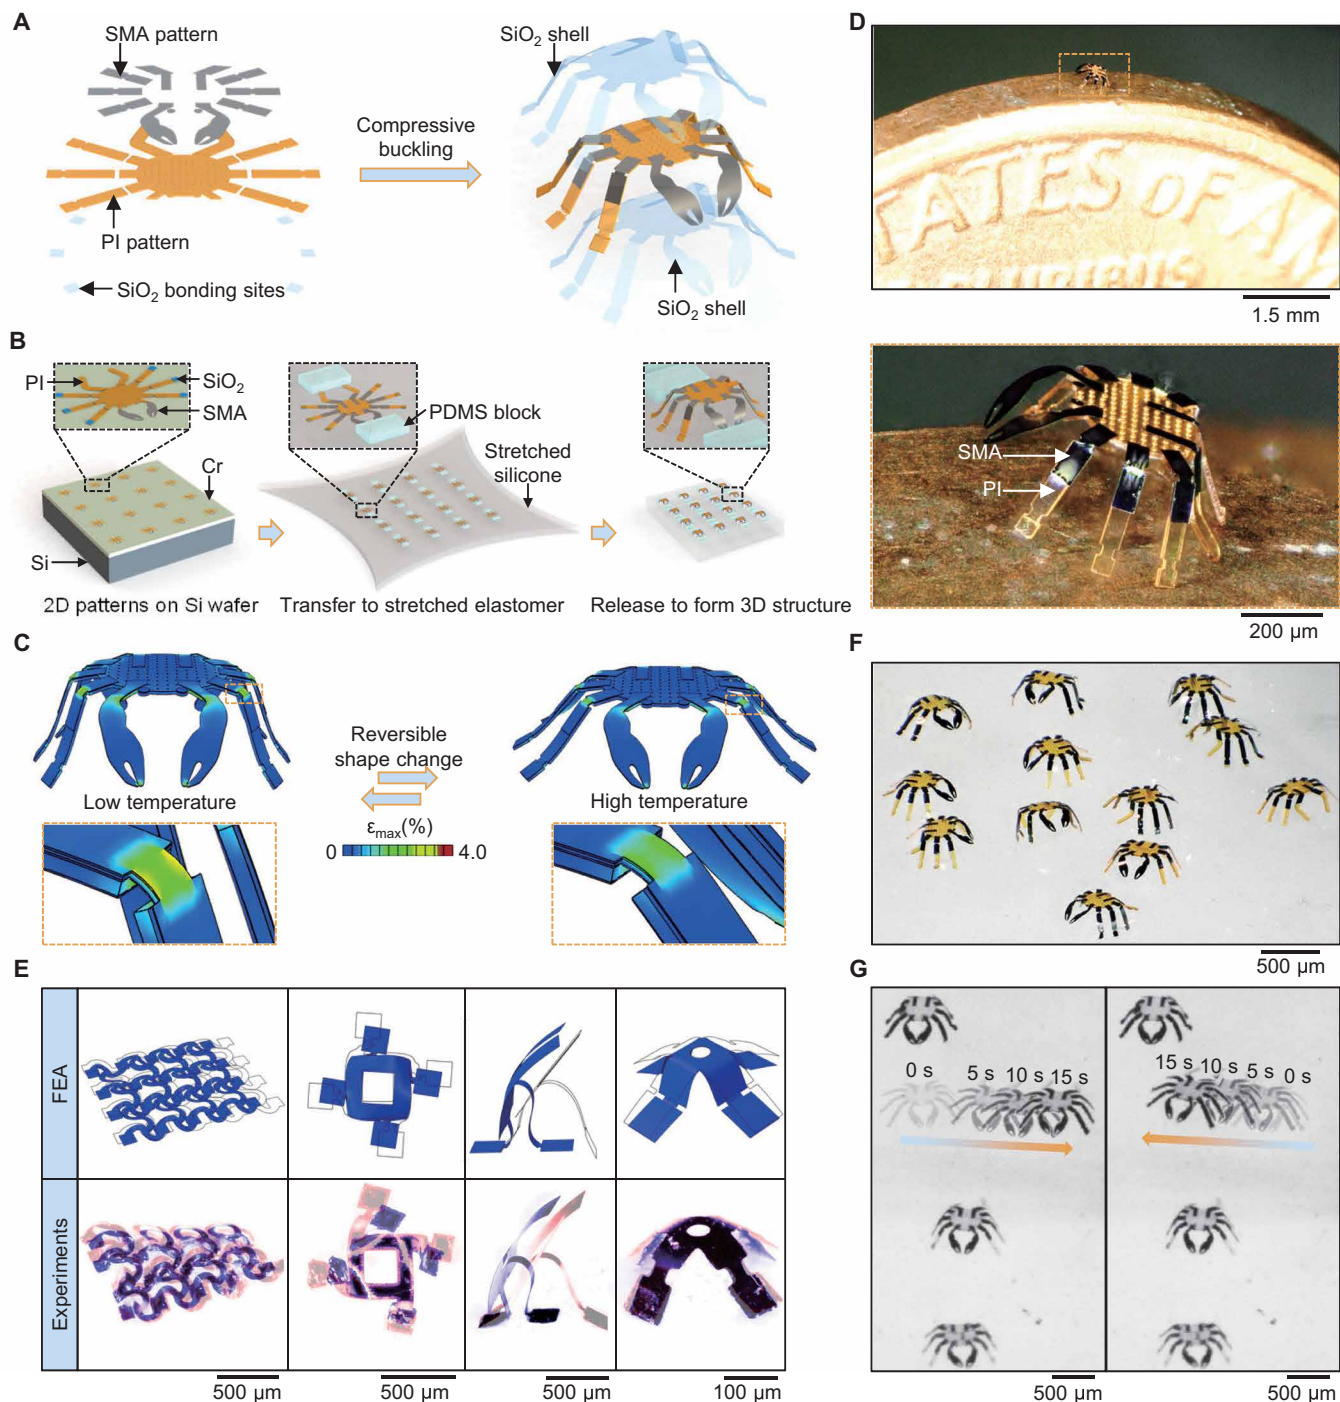 A
SMA pattern
PI pattern
SiO₂ bonding sites
Compressive
buckling
SiO₂ shell
SiO₂ shell
B
PI
SiO₂
SMA
Cr
Si
2D patterns on Si wafer
PDMS block
Stretched
silicone
Transfer to stretched elastomer
Release to form 3D structure
C
Low temperature
Reversible
shape change
εmax(%)
0
4.0
High temperature
D
TATES OF AM
PLURIBUS
1.5 mm
SMA
PI
200 µm
E
FEA
Experiments
500 µm
500 µm
500 µm
100 µm
F
500 µm
G
0 s
5 s
10 s
15 s
15 s
10 s
5 s
0 s
500 µm
500 µm